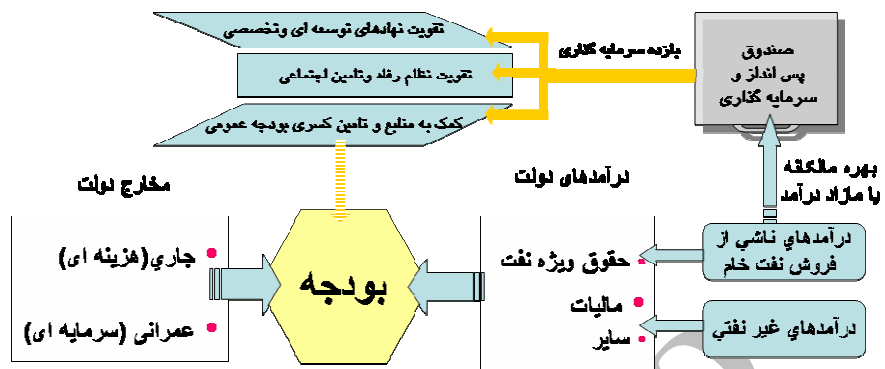 تقویت نهادهای توسعه ای وتخصصی
تقویت نظام رفاه وتامین اجتماعی
کمک به منابع و تامین کسری بودجه عمومی
بازده سرمایه گذاری
صندوق
پس انداز و
سرمایه گذاری
بهره مالکانه
یا مازاد درآمد
درآمدهاي ناشي از
فروش نفت خام
درآمدهاي غير نفتي
درآمدهای دولت
حقوق ویژه نفت
مالیات
سایر
بودجه
مخارج دولت
جاري(هزینه ای)
عمرانی (سرمایه ای)